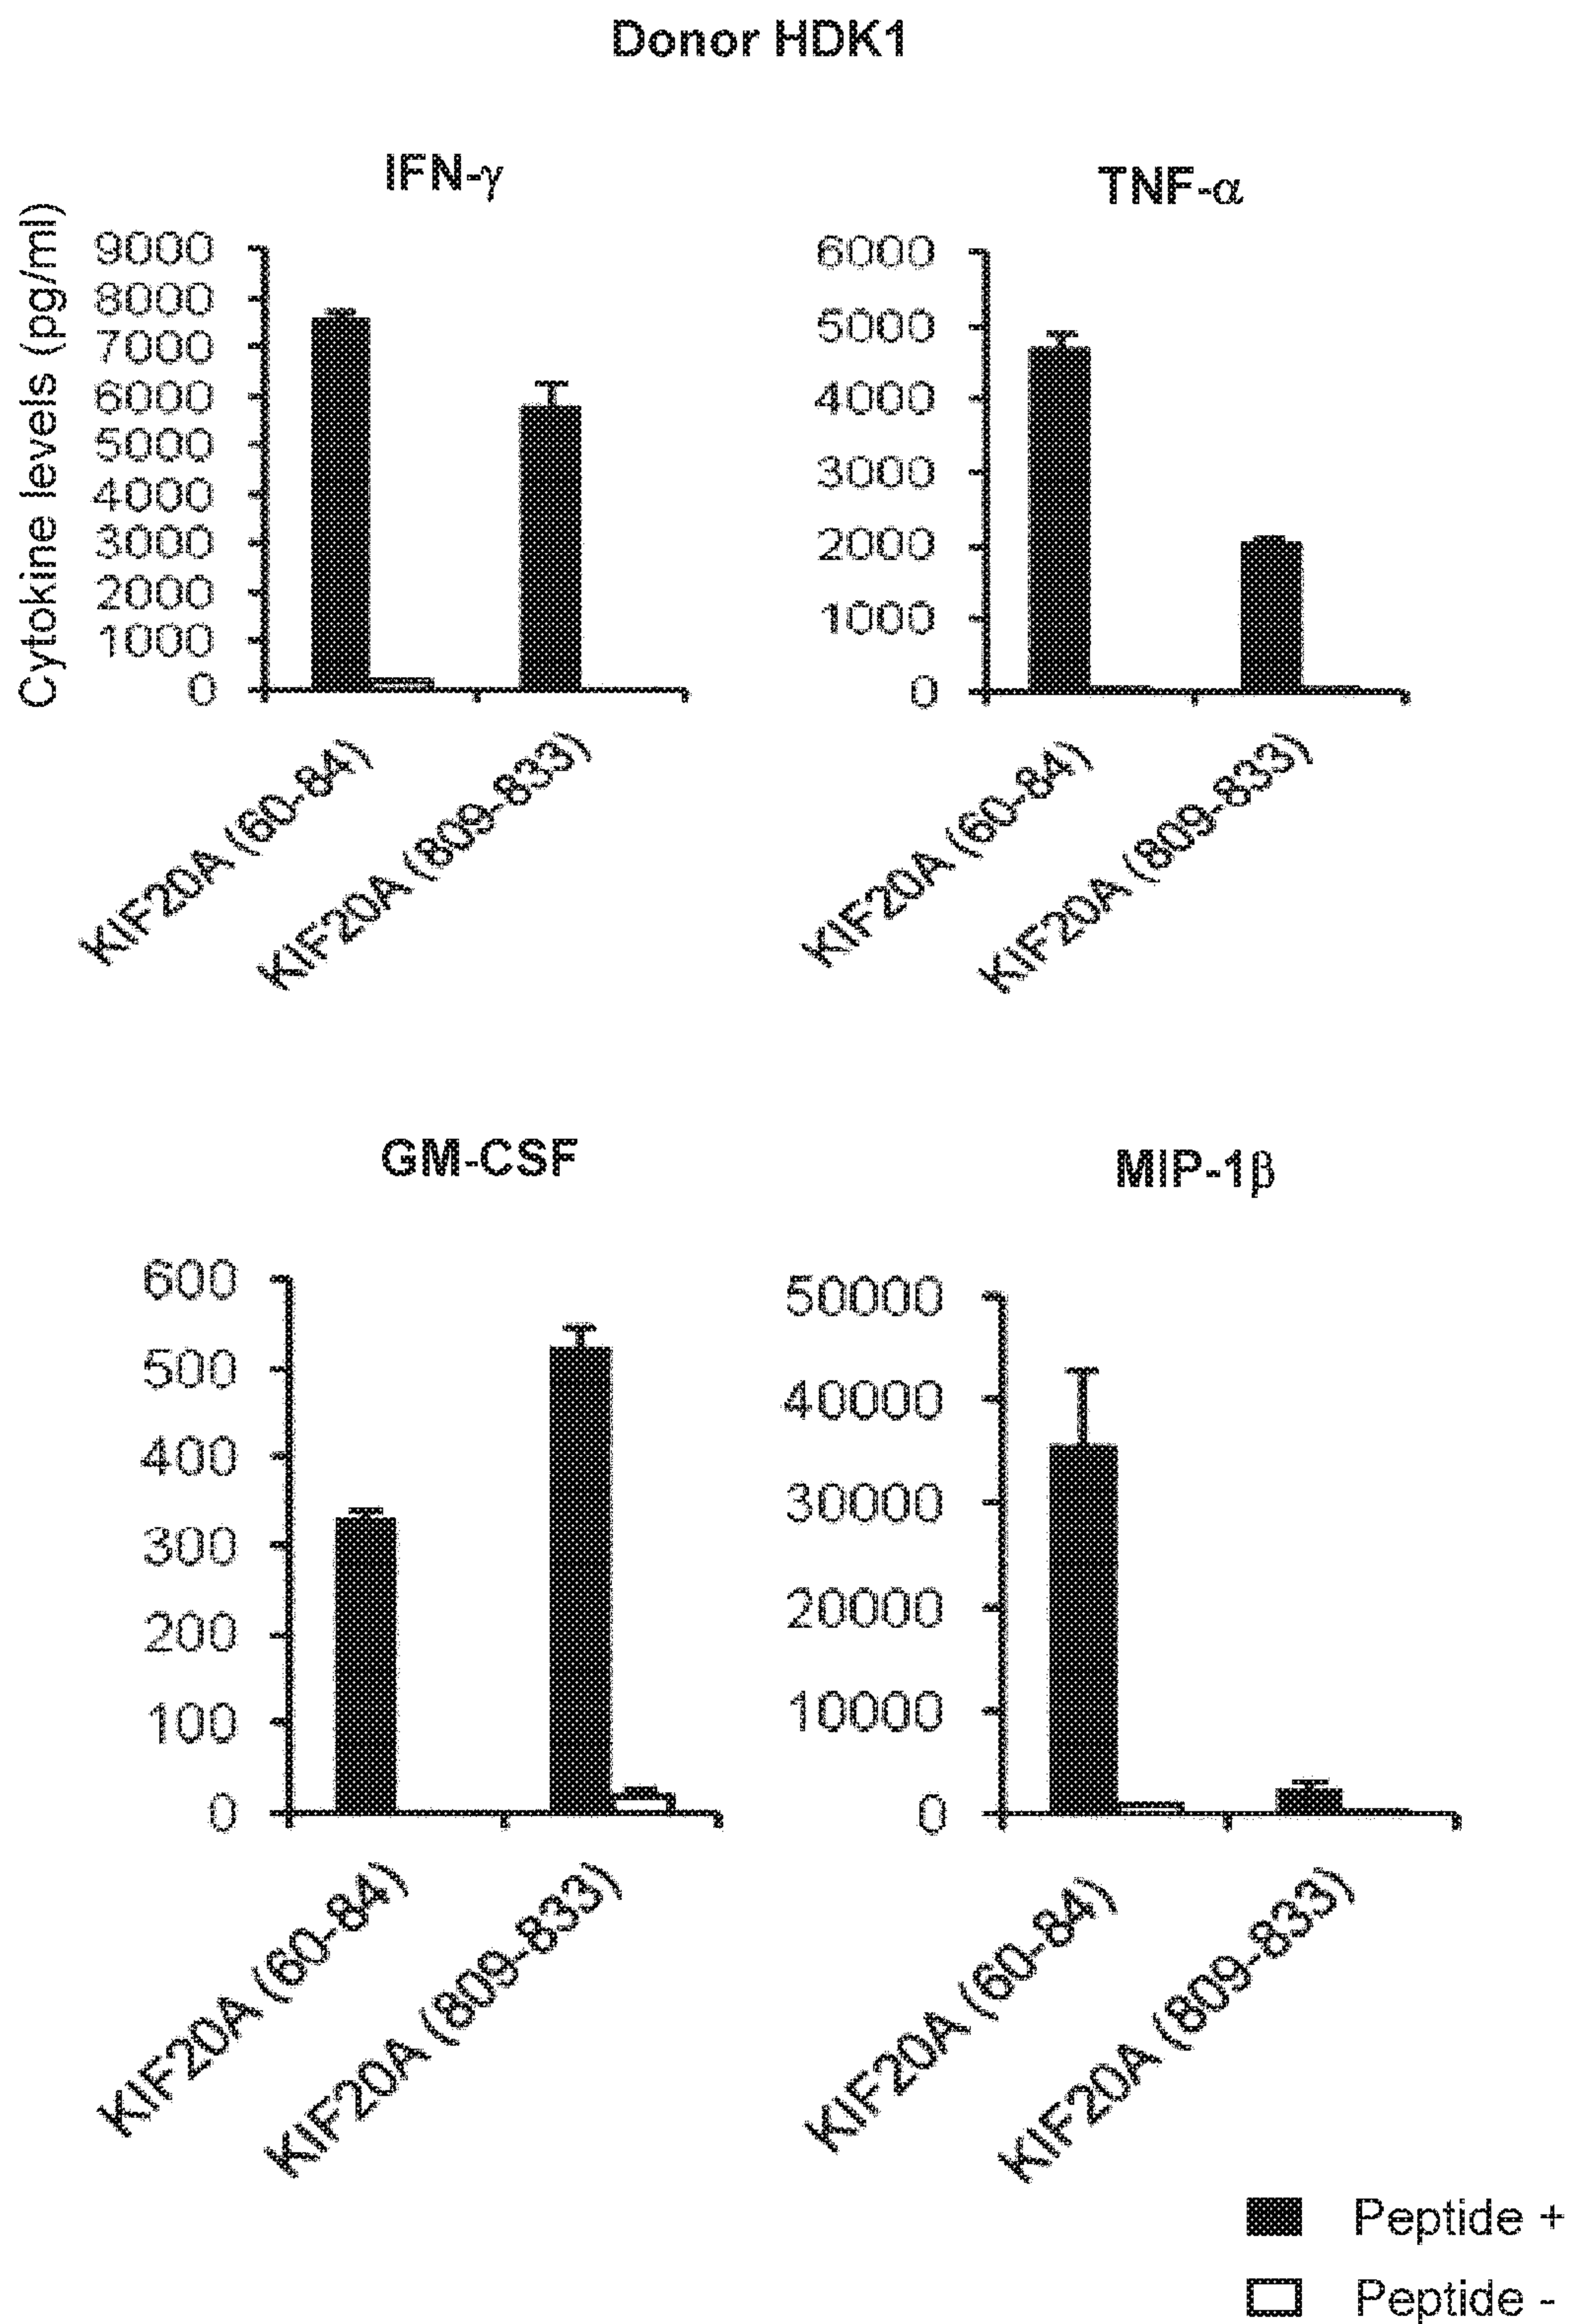 Donor HDK1
IFN-γ
Cytokine levels (pg/ml)
9000
8000
7000
6000
5000
4000
3000
2000
1000
0
KIF20A (60-84)
KIF20A (809-833)
TNF-α
6000
5000
4000
3000
2000
1000
0
KIF20A (60-84)
KIF20A (809-833)
GM-CSF
600
500
400
300
200
100
0
KIF20A (60-84)
KIF20A (809-833)
MIP-1β
50000
40000
30000
20000
10000
0
KIF20A (60-84)
KIF20A (809-833)
Peptide +
Peptide -